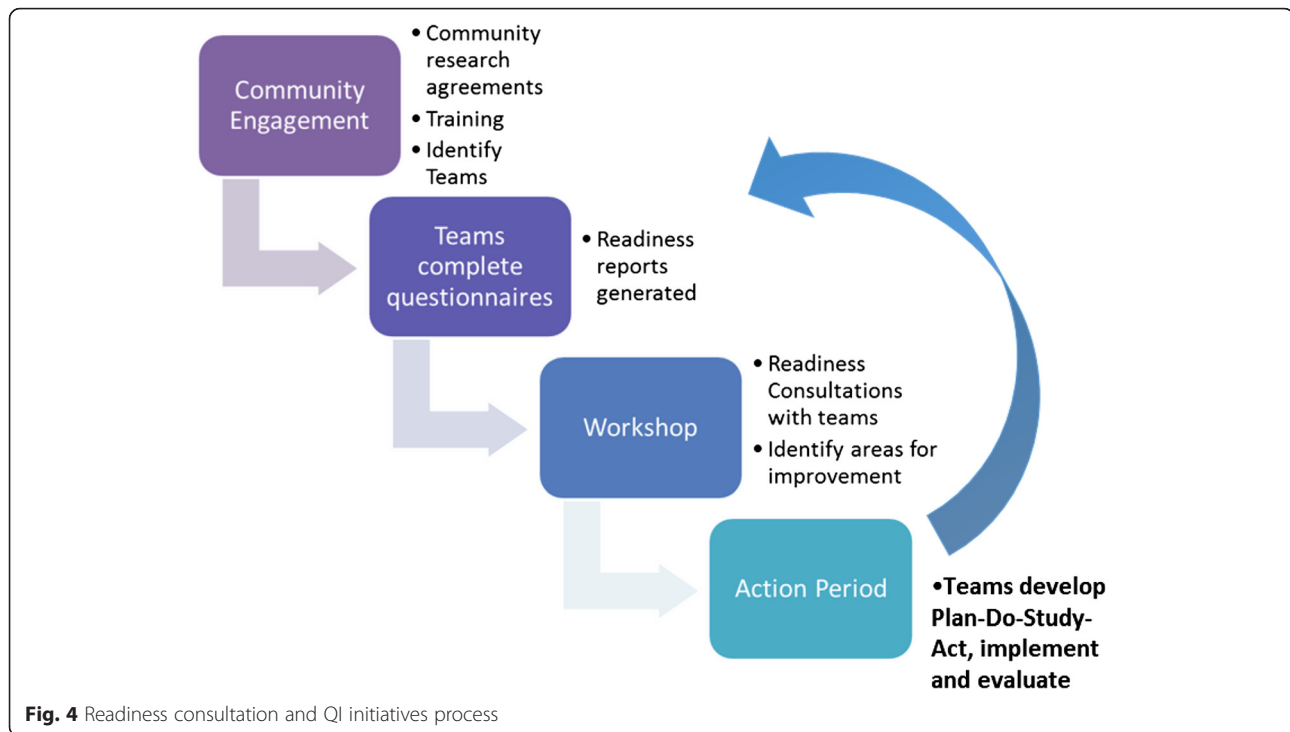 Community
Engagement
• Community
research
agreements
• Training
• Identify
Teams
Teams
complete
questionnaires
• Readiness
reports
generated
Workshop
• Readiness
Consultations
with teams
• Identify areas for
improvement
Action Period
•Teams develop
Plan-Do-Study-
Act, implement
and evaluate
Fig. 4 Readiness consultation and QI initiatives process